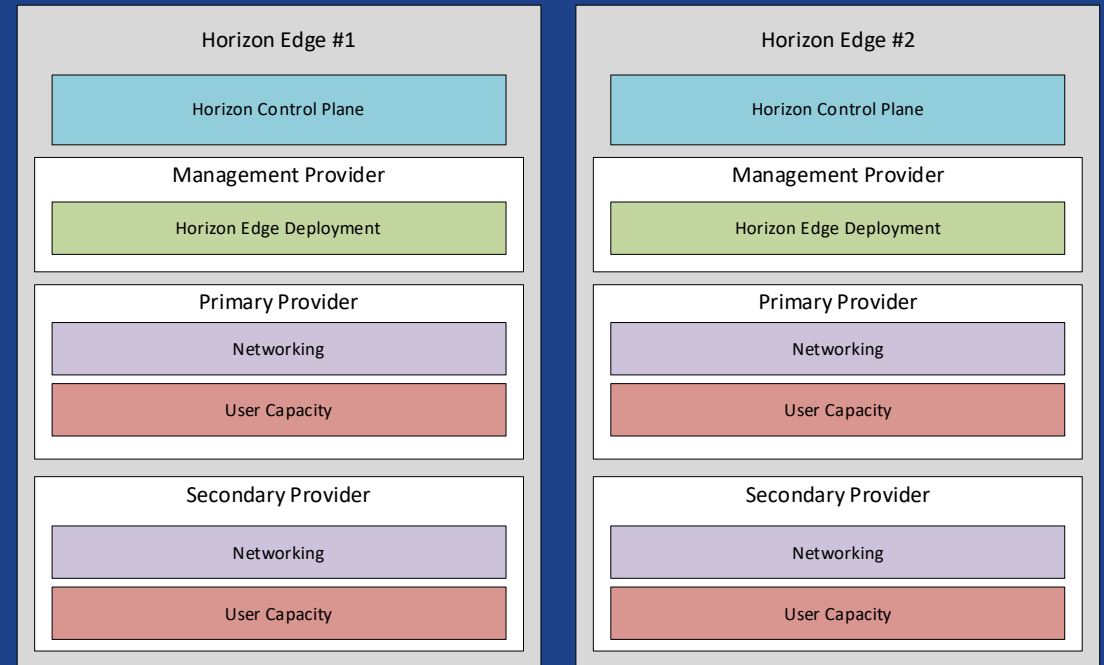 Horizon Edge #1
Horizon Control Plane
Management Provider
Horizon Edge Deployment
Primary Provider
Networking
User Capacity
Secondary Provider
Networking
User Capacity
Horizon Edge #2
Horizon Control Plane
Management Provider
Horizon Edge Deployment
Primary Provider
Networking
User Capacity
Secondary Provider
Networking
User Capacity